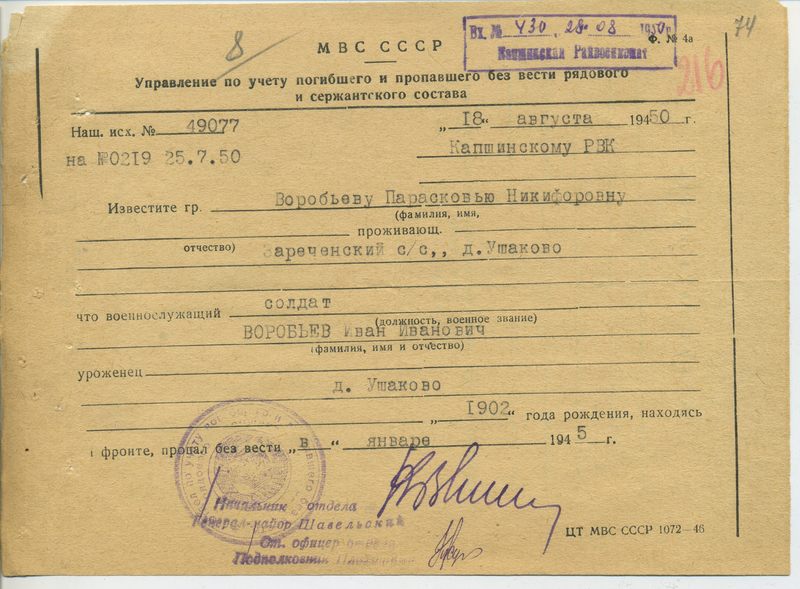 8
74
Вх. № 430, 28.08 1950 г.
Капшинский Райвоенкомат
216
МВС СССР
Ф. № 4а
Управление по учету погибшего и пропавшего без вести рядового
и сержантского состава
Наш. исх. № 49077
„18“ августа 1950 г.
на №0219 25.7.50
Капшинскому РВК
Известите гр. Воробьеву Парасковью Никифоровну
(фамилия, имя,
проживающ.
отчество) Зареченский с/с,, д.Ушаково
что военнослужащий солдат
(должность, военное звание)
ВОРОБЬЕВ Иван Иванович
(фамилия, имя и отчество)
уроженец
д. Ушаково
„1902“ года рождения, находясь
фронте, пропал без вести „в“ январе 1945 г.
Начальник отдела
Генерал-майор Шавельский
От. офицер отдела
Подполковник
ЦТ МВС СССР 1072—46